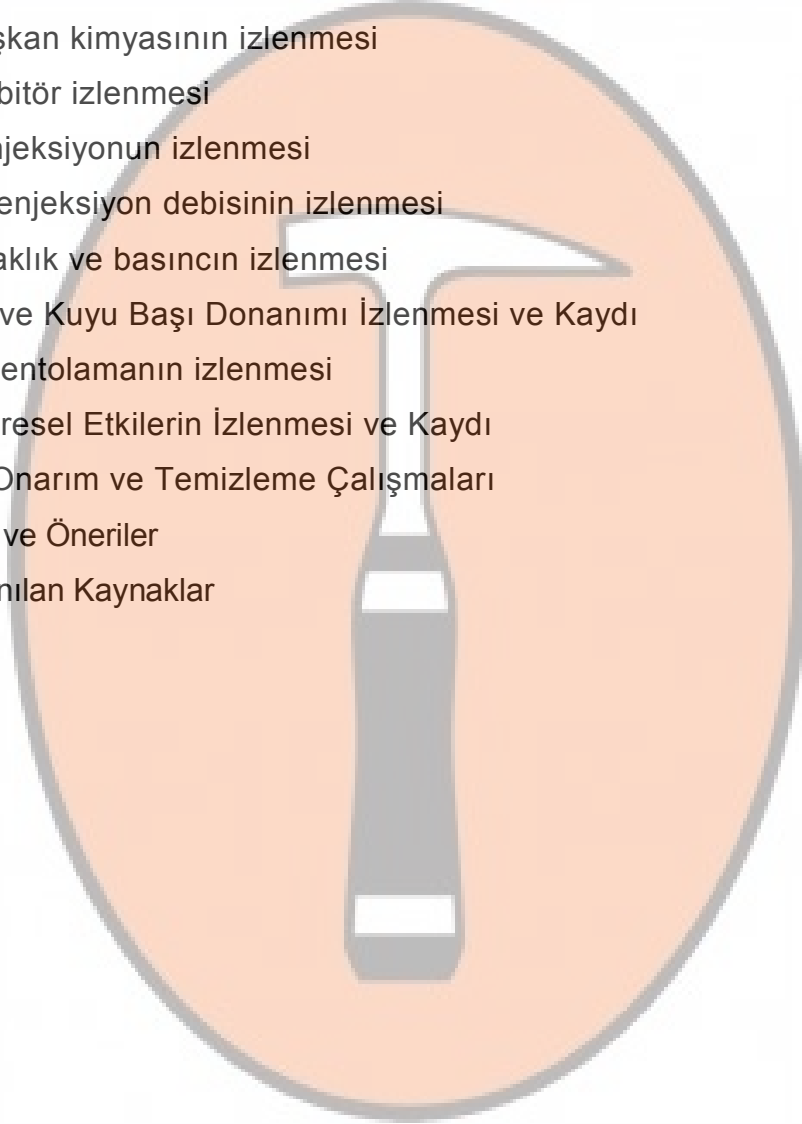 şkan kimyasının izlenmesi
bitör izlenmesi
njeksiyonun izlenmesi
enjeksiyon debisinin izlenmesi
aklık ve basıncın izlenmesi
ve Kuyu Başı Donanımı İzlenmesi ve Kaydı
entolamanın izlenmesi
resel Etkilerin İzlenmesi ve Kaydı
Onarım ve Temizleme Çalışmaları
ve Öneriler
nılan Kaynaklar